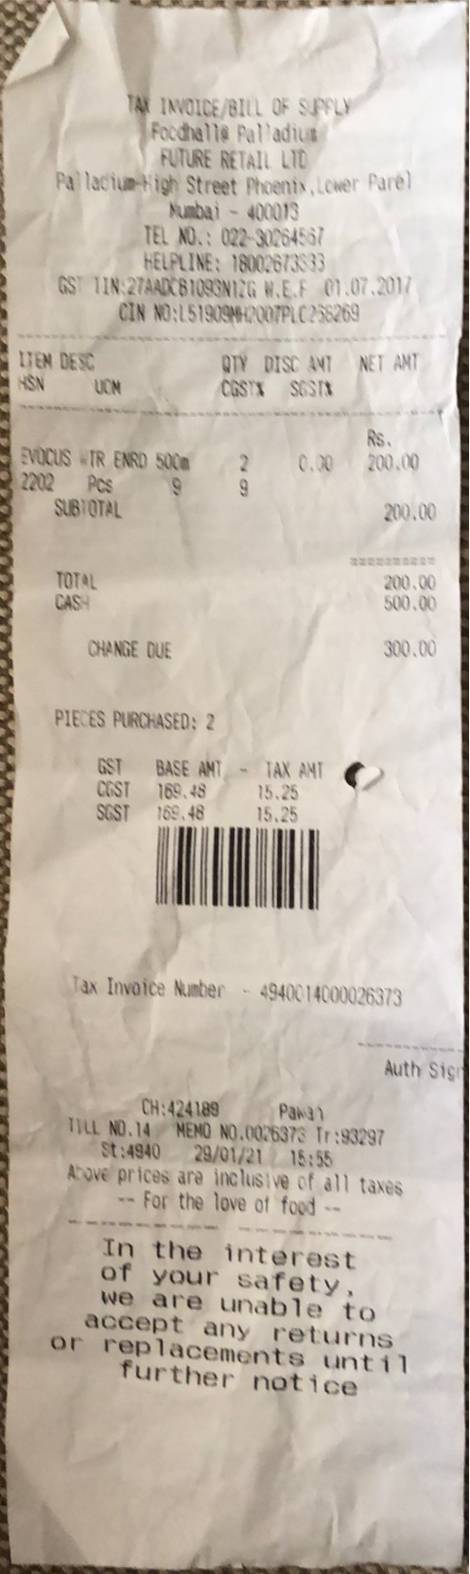 TAX INVOICE/BILL OF SUPPLY
Foodhall@ Palladium
FUTURE RETAIL LTD
Palladium-High Street Phoenix,Lower Parel
Mumbai - 400013
TEL NO.: 022-30264567
HELPLINE: 18002673333
GST TIN:27AADCB1093N1ZG W.E.F 01.07.2017
CIN NO:L51909MH2007PLC268269
ITEM DESC QTY DISC AMT NET AMT
HSN UOM CGST% SGST%
Rs.
EVOCUS WTR ENRD 500m 2 0.00 200.00
2202 Pcs 9 9
SUBTOTAL 200.00
==========
TOTAL 200.00
CASH 500.00
CHANGE DUE 300.00
PIECES PURCHASED: 2
GST BASE AMT - TAX AMT
CGST 169.48 15.25
SGST 169.48 15.25
Tax Invoice Number - 4940014000026373
Auth Sign
CH:424189 Pawan
TILL NO.14 MEMO NO.0026373 Tr:93297
St:4940 29/01/21 15:55
Above prices are inclusive of all taxes
-- For the love of food --
In the interest
of your safety,
we are unable to
accept any returns
or replacements until
further notice